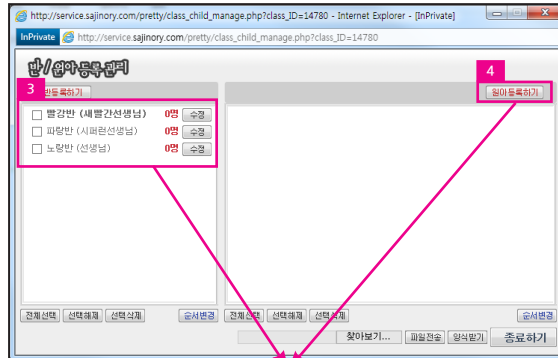 http://service.sajinory.com/pretty/class_child_manage.php?class_ID=14780 - Internet Explorer - [InPrivate]
InPrivate http://service.sajinory.com/pretty/class_child_manage.php?class_ID=14780
반/원아등록관리
3 반등록하기
4 원아등록하기
빨강반 (새빨간선생님) 0명 수정
파랑반 (시퍼런선생님) 0명 수정
노랑반 (선생님) 0명 수정
전체선택 선택해제 선택삭제 순서변경 전체선택 선택해제 선택삭제 순서변경
찾아보기... 파일전송 양식받기 종료하기